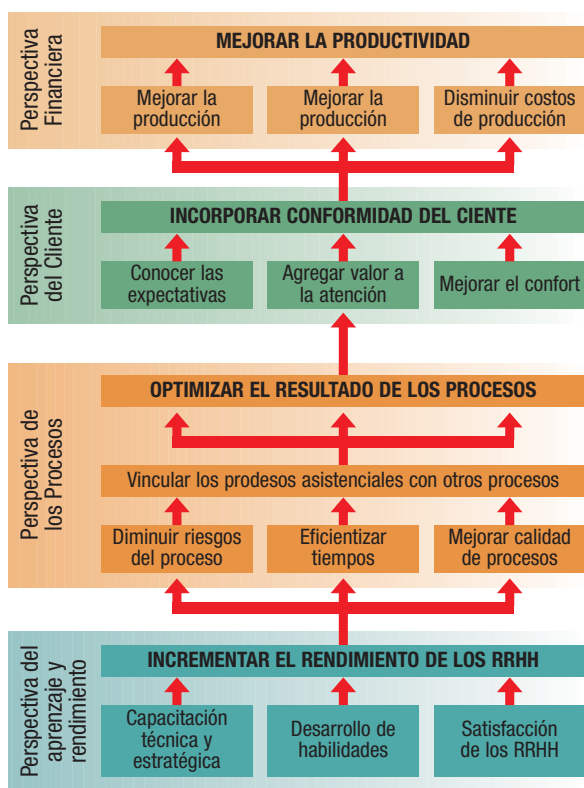 Perspectiva
Financiera
MEJORAR LA PRODUCTIVIDAD
Mejorar la
producción
Mejorar la
producción
Disminuir costos
de producción
Perspectiva
del Cliente
INCORPORAR CONFORMIDAD DEL CIENTE
Conocer las
expectativas
Agregar valor a
la atención
Mejorar el confort
Perspectiva de
los Procesos
OPTIMIZAR EL RESULTADO DE LOS PROCESOS
Vincular los prodesos asistenciales con otros procesos
Diminuir riesgos
del proceso
Eficientizar
tiempos
Mejorar calidad
de procesos
Perspectiva del
aprenzaje y
rendimiento
INCREMENTAR EL RENDIMIENTO DE LOS RRHH
Capacitación
técnica y
estratégica
Desarrollo de
habilidades
Satisfacción
de los RRHH